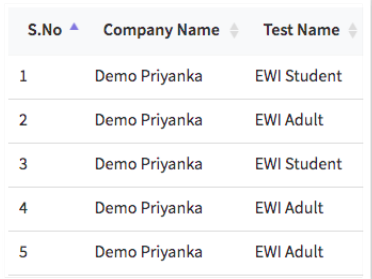 S.No Company Name Test Name
1 Demo Priyanka EWI Student
2 Demo Priyanka EWI Adult
3 Demo Priyanka EWI Student
4 Demo Priyanka EWI Adult
5 Demo Priyanka EWI Adult